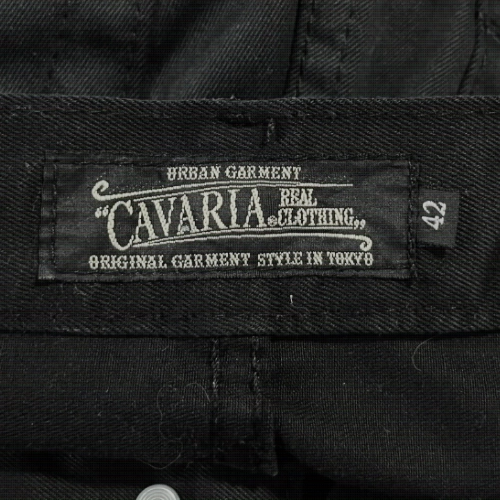 URBAN GARMENT
"CAVARIA® REAL CLOTHING„
ORIGINAL GARMENT STYLE IN TOKYO
42